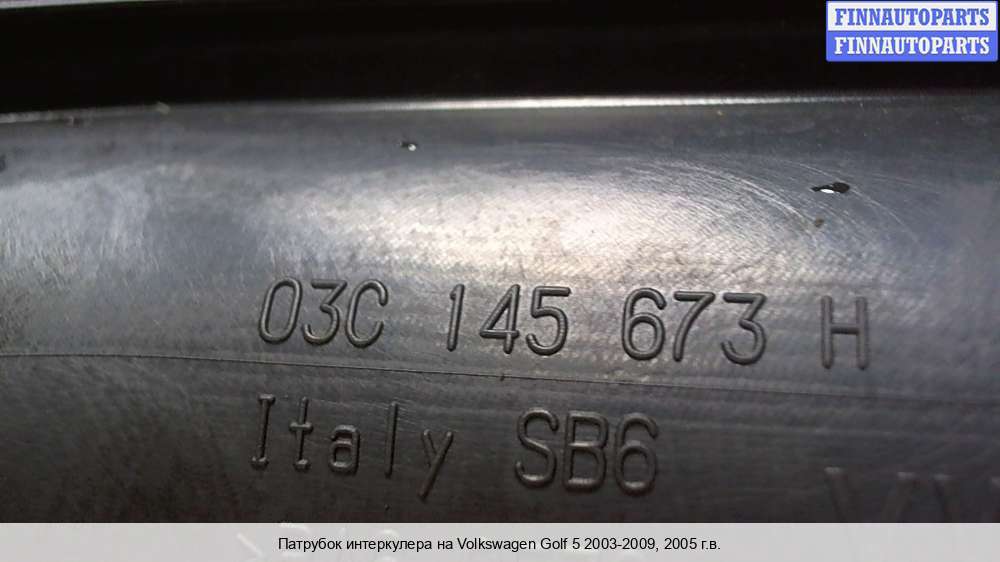 FINNAUTOPARTS
FINNAUTOPARTS
03C 145 673 H
Italy SB6
Патрубок интеркулера на Volkswagen Golf 5 2003-2009, 2005 г.в.